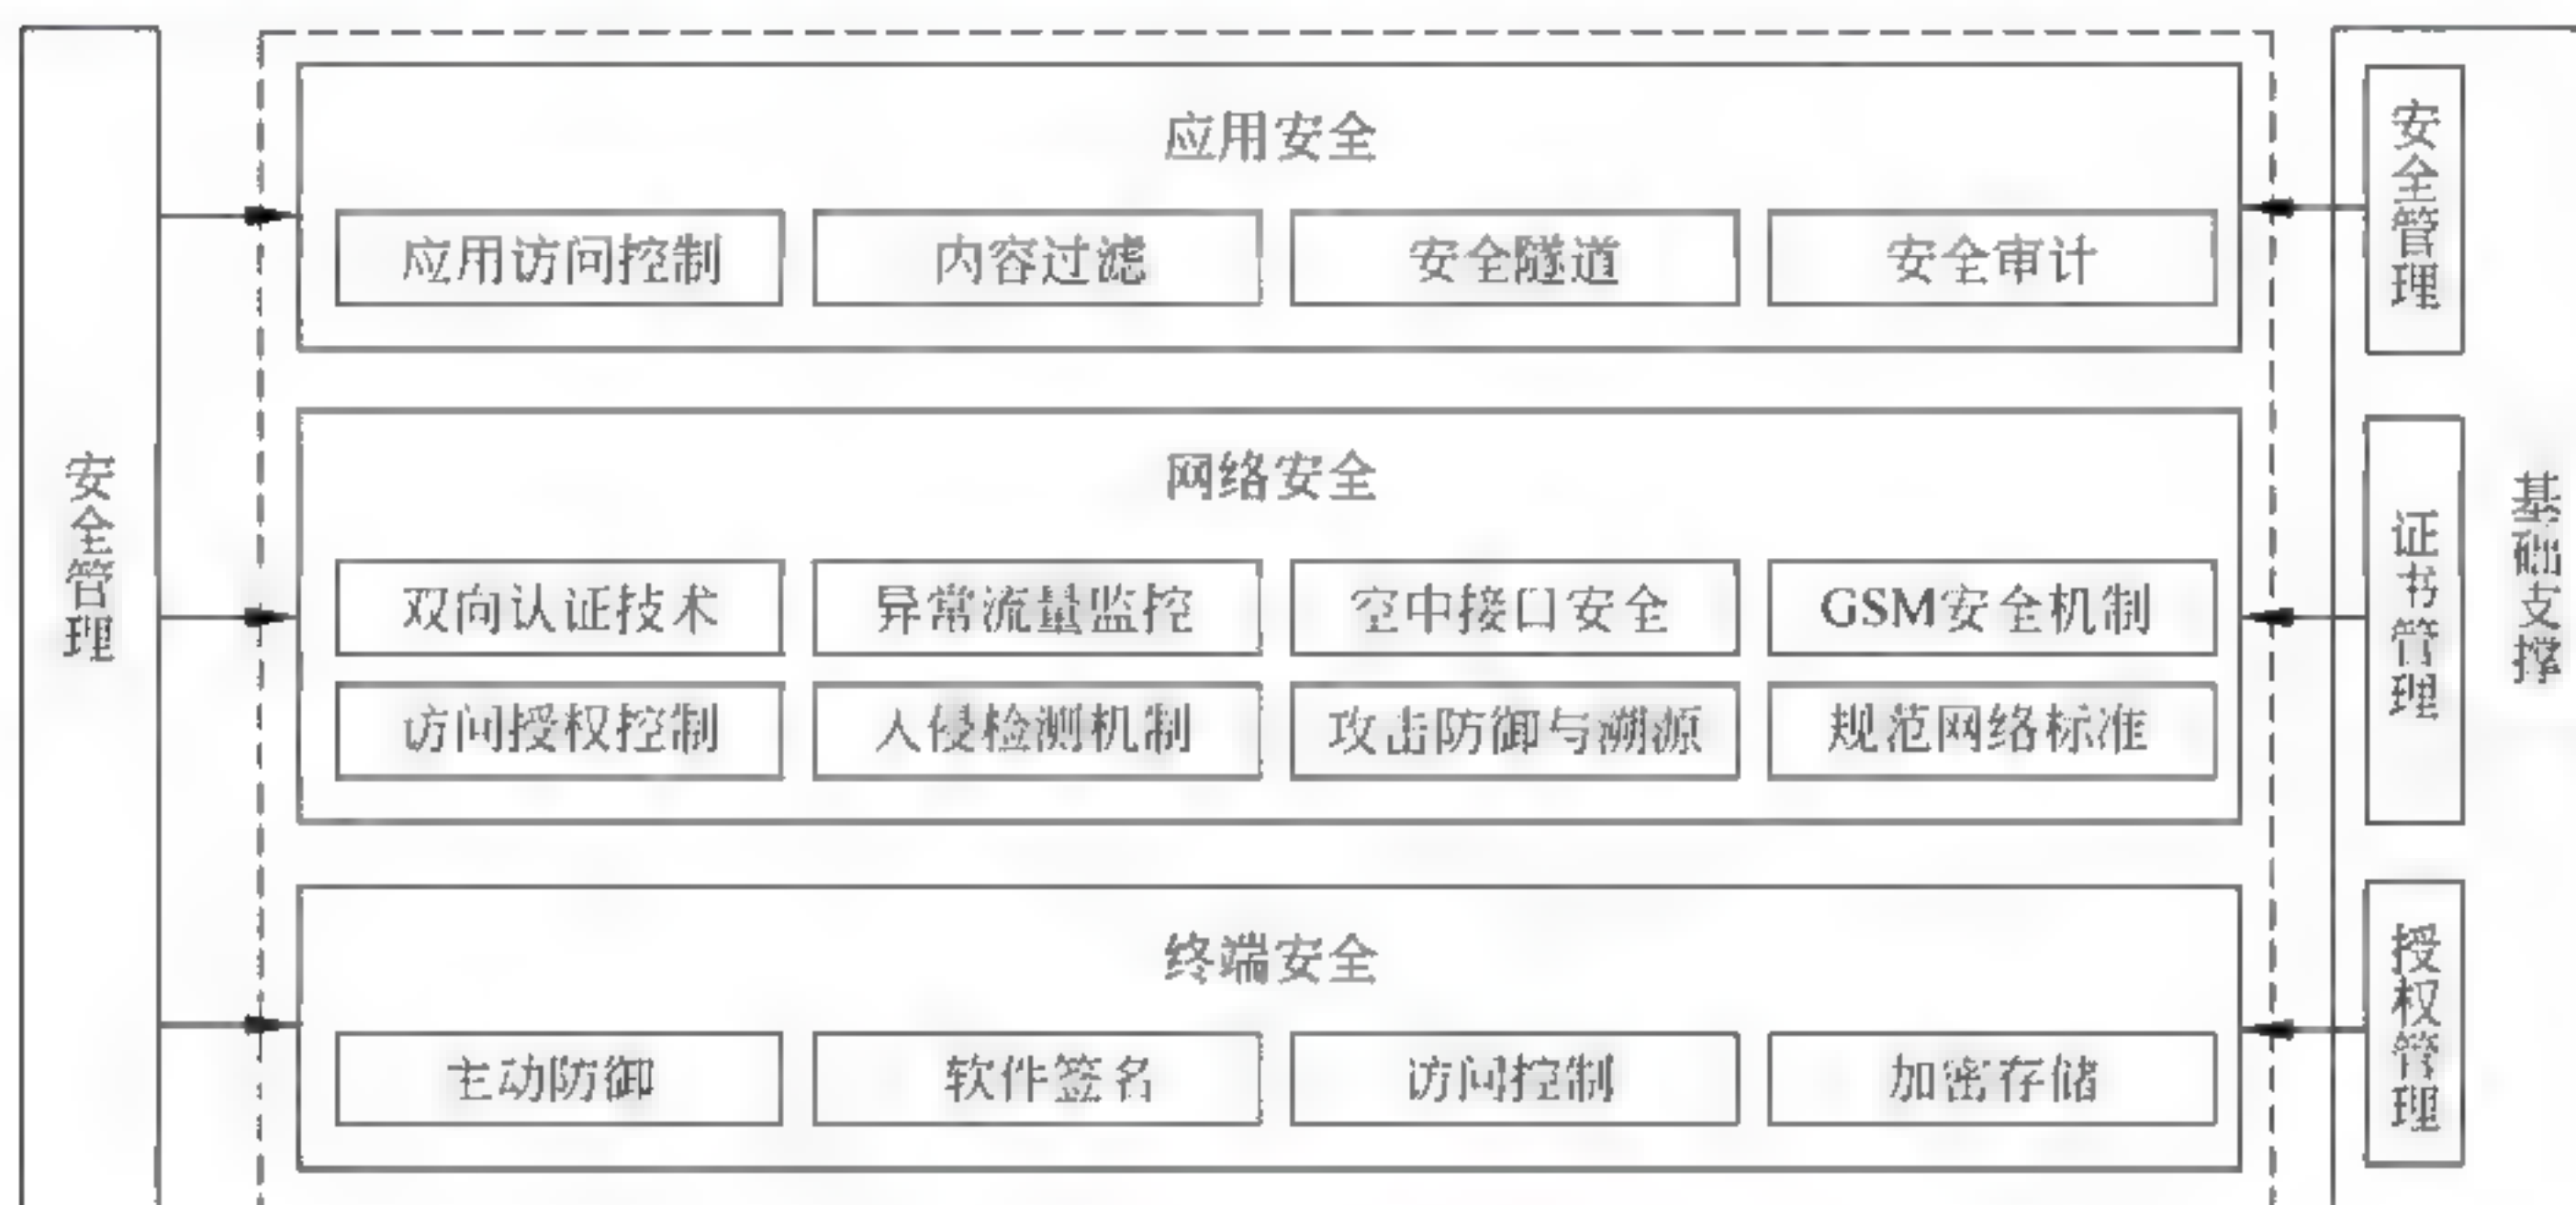 应用安全
应用访问控制
内容过滤
安全隧道
安全审计
网络安全
双向认证技术
异常流量监控
空中接口安全
GSM安全机制
访问授权控制
入侵检测机制
攻击防御与溯源
规范网络标准
终端安全
主动防御
软件签名
访问控制
加密存储
安全管理
安全管理
证书管理
授权管理
基础支撑